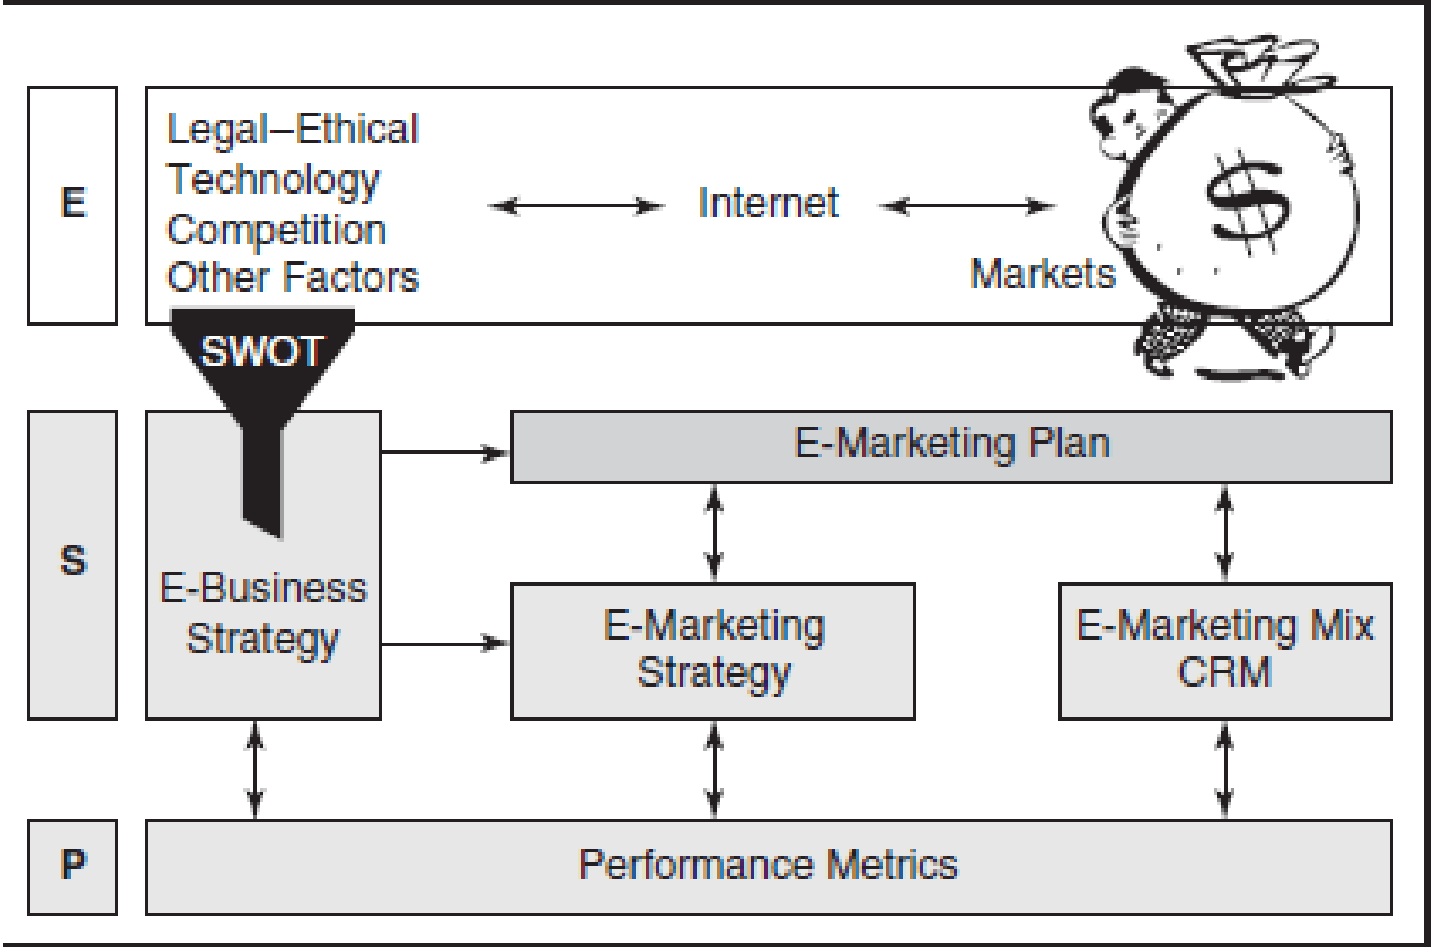 E
Legal–Ethical
Technology
Competition
Other Factors
Internet
Markets
$
SWOT
S
E-Business
Strategy
E-Marketing Plan
E-Marketing
Strategy
E-Marketing Mix
CRM
P
Performance Metrics